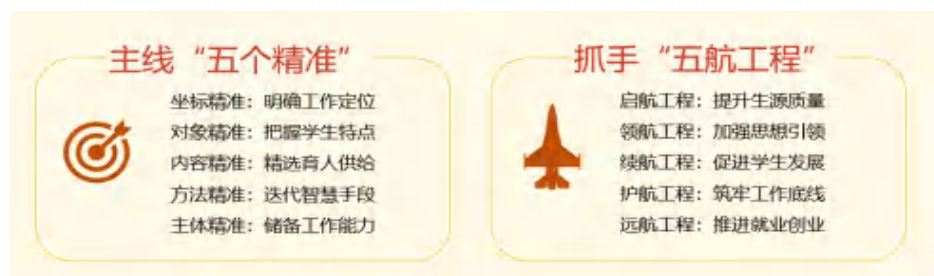 主线“五个精准”
坐标精准：明确工作定位
对象精准：把握学生特点
内容精准：精选育人供给
方法精准：迭代智慧手段
主体精准：储备工作能力
抓手“五航工程”
启航工程：提升生源质量
领航工程：加强思想引领
续航工程：促进学生发展
护航工程：筑牢工作底线
远航工程：推进就业创业